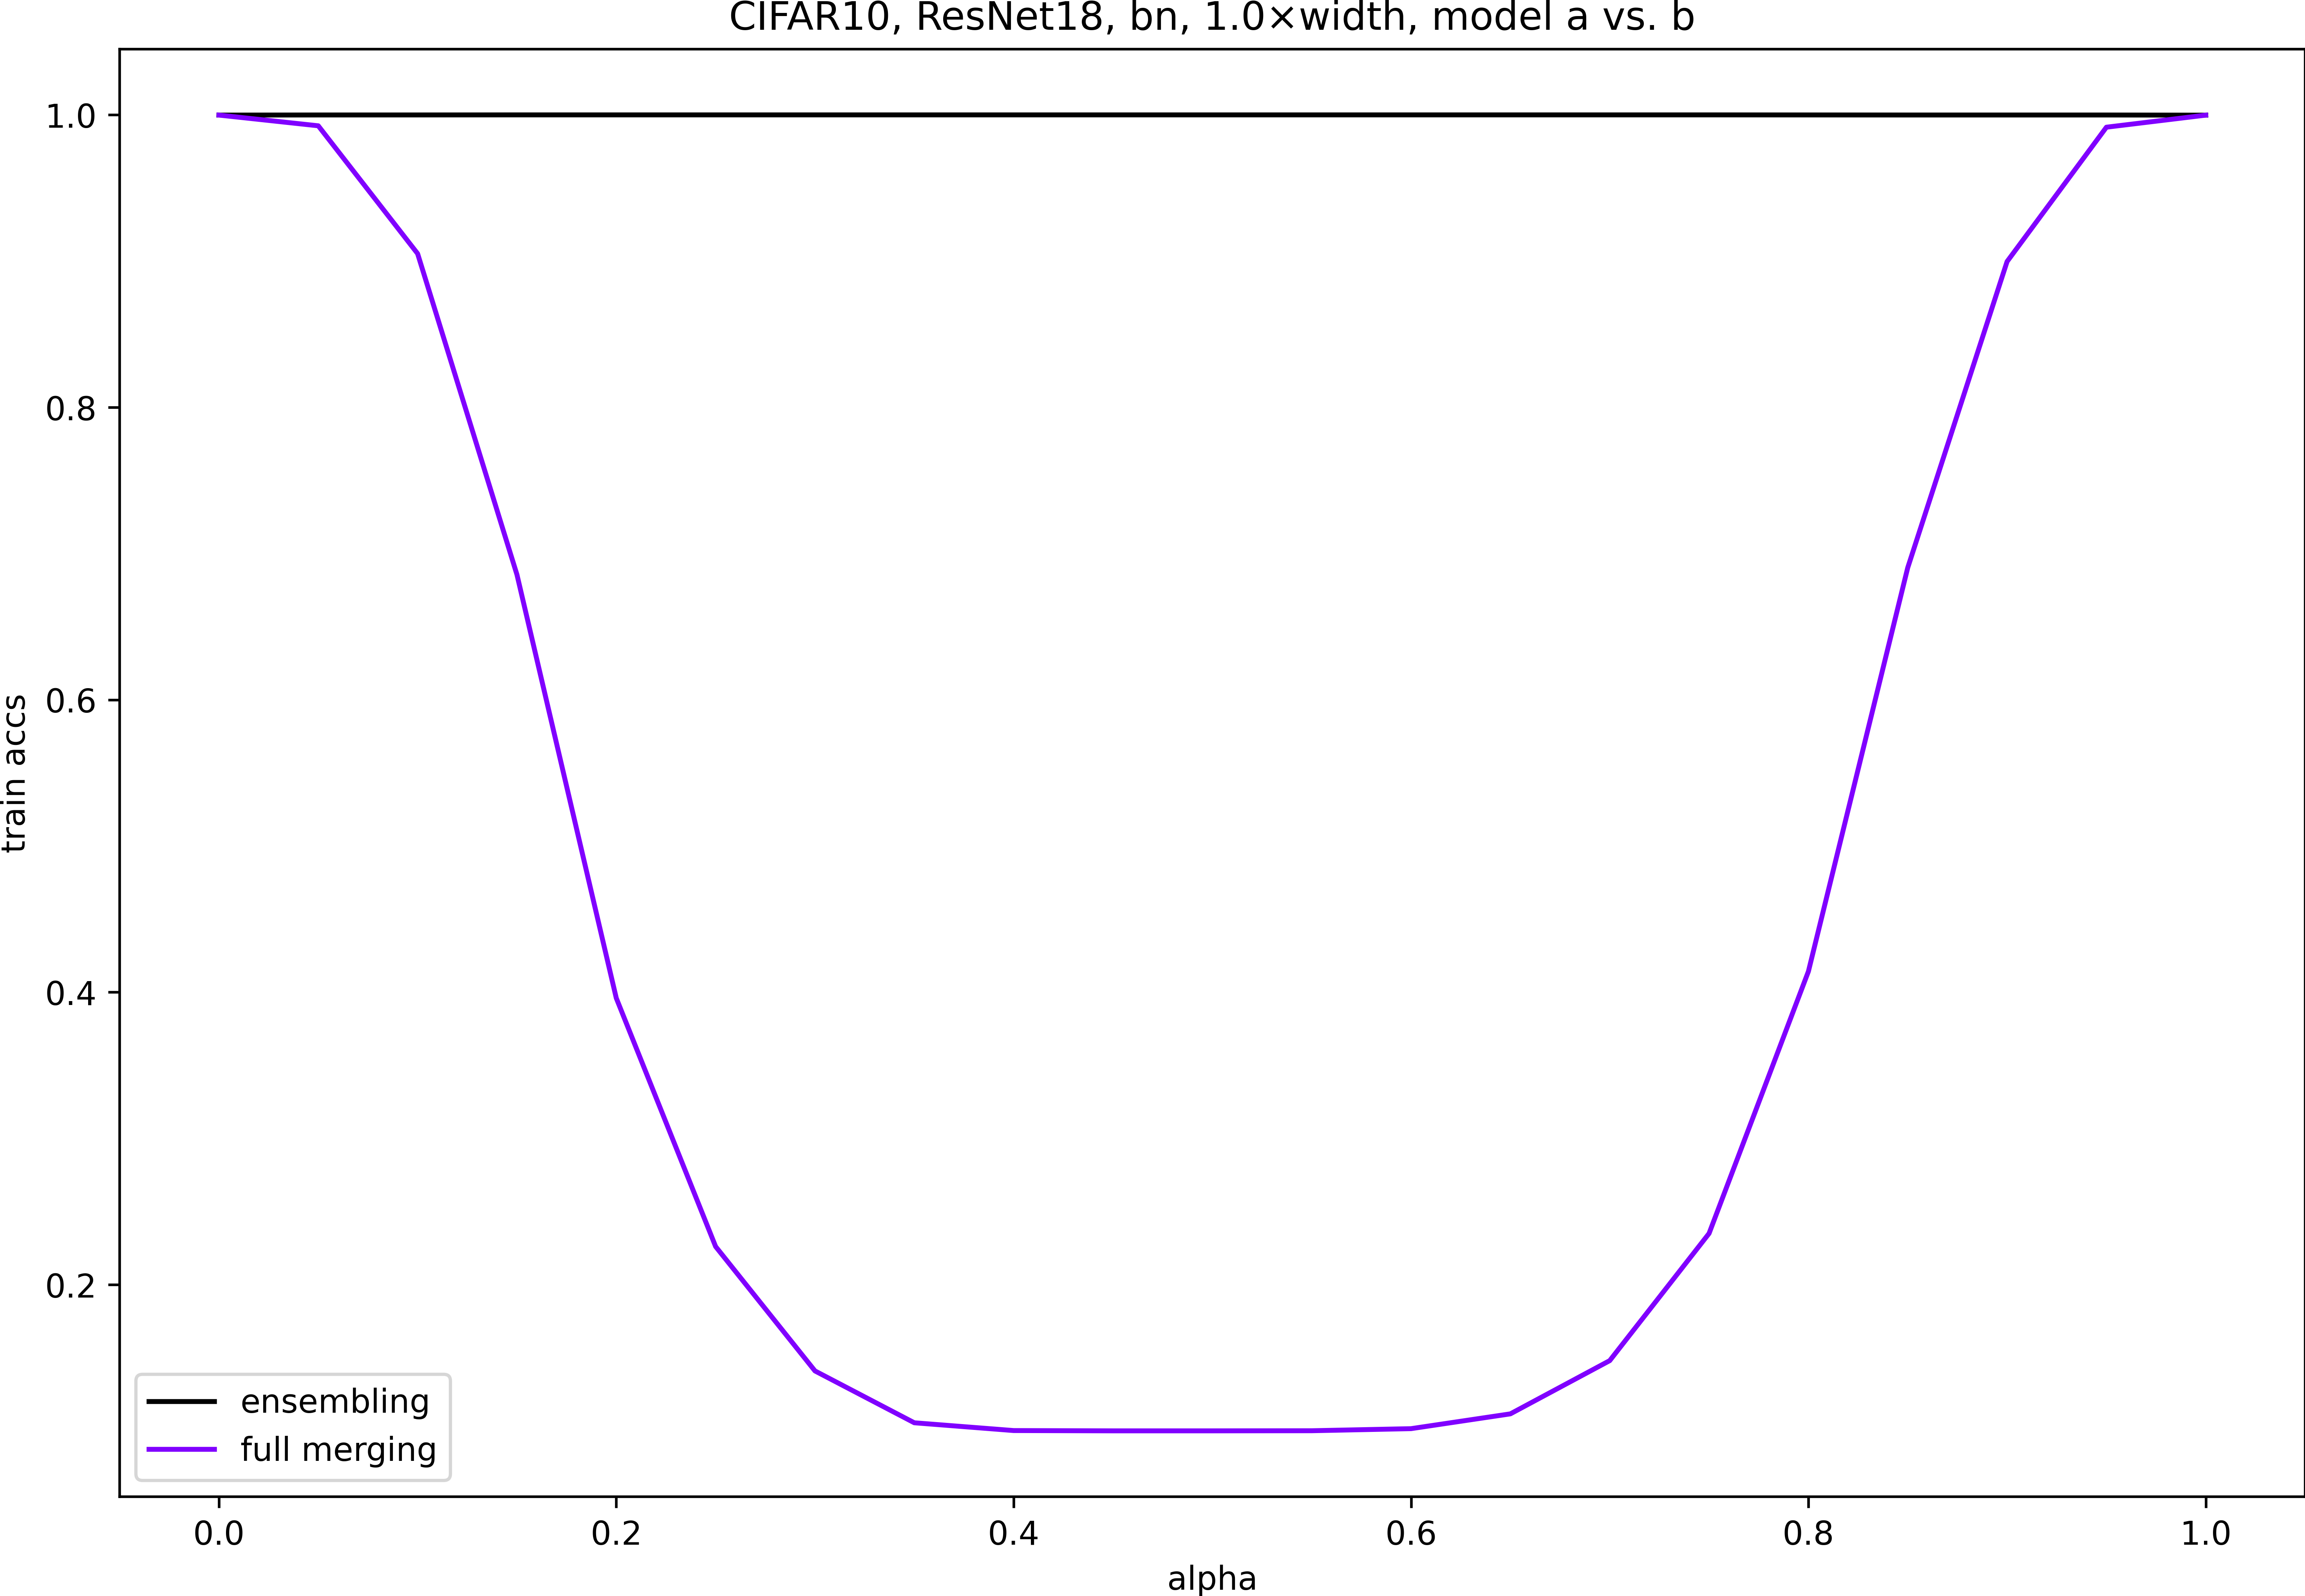 CIFAR10, ResNet18, bn, 1.0×width, model a vs. b
train accs
1.0
0.8
0.6
0.4
0.2
ensembling
full merging
0.0
0.2
0.4
0.6
0.8
1.0
alpha